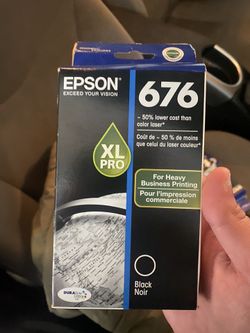 EPSON
EXCEED YOUR VISION
676
~ 50% lower cost than
color laser*
Coût de ~ 50 % de moins
que celui du laser couleur*
XL
PRO
For Heavy
Business Printing
Pour l'impression
commerciale
Black
Noir